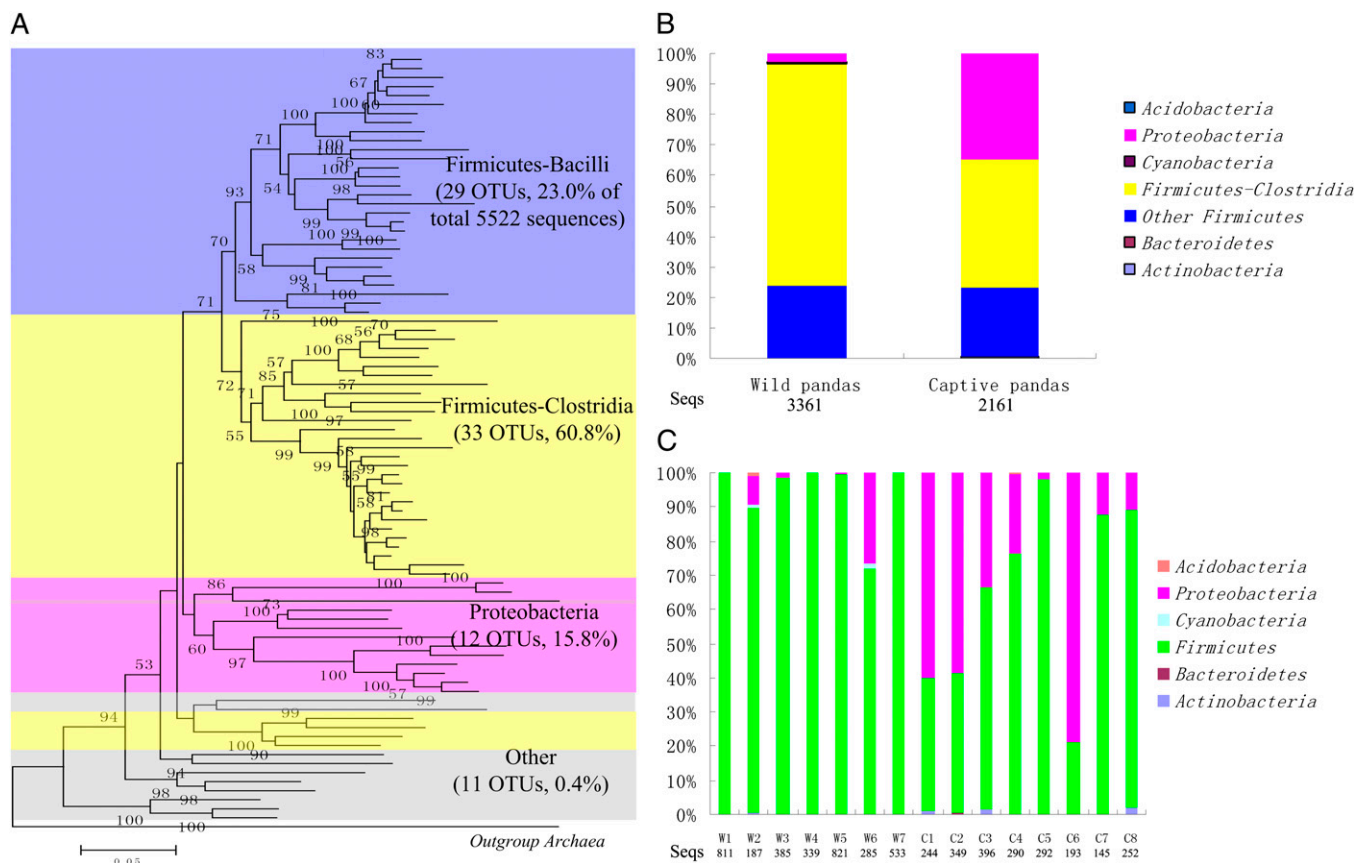 A
83
67
100
60
100
71
100
100
56
100
54
98
93
99
99
100
100
70
58
99
81
100
71
75
Firmicutes-Bacilli
(29 OTUs, 23.0% of
total 5522 sequences)
100
70
56
68
100
57
85
57
72
71
100
97
55
99
99
58
99
55
81
58
98
Firmicutes-Clostridia
(33 OTUs, 60.8%)
100
100
86
73
100
60
100
97
100
100
53
Proteobacteria
(12 OTUs, 15.8%)
57
99
94
99
100
90
94
98
98
100
100
Other
(11 OTUs, 0.4%)
Outgroup Archaea
0.05
B
100%
90%
80%
70%
60%
50%
40%
30%
20%
10%
0%
Wild pandas
Captive pandas
Seqs
3361
2161
Acidobacteria
Proteobacteria
Cyanobacteria
Firmicutes-Clostridia
Other Firmicutes
Bacteroidetes
Actinobacteria
C
100%
90%
80%
70%
60%
50%
40%
30%
20%
10%
0%
W1 W2 W3 W4 W5 W6 W7 C1 C2 C3 C4 C5 C6 C7 C8
Seqs 811 187 385 339 821 285 533 244 349 396 290 292 193 145 252
Acidobacteria
Proteobacteria
Cyanobacteria
Firmicutes
Bacteroidetes
Actinobacteria